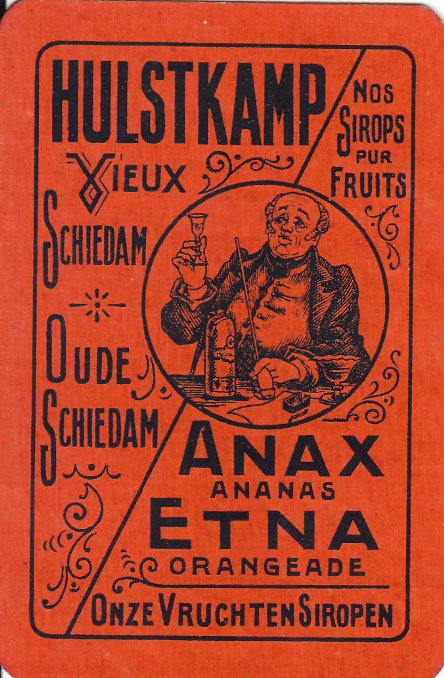 HULSTKAMP
VIEUX
SCHIEDAM
OUDE
SCHIEDAM
NOS
SIROPS
PUR
FRUITS
ANAX
ANANAS
ETNA
ORANGEADE
ONZE VRUCHTEN SIROPEN